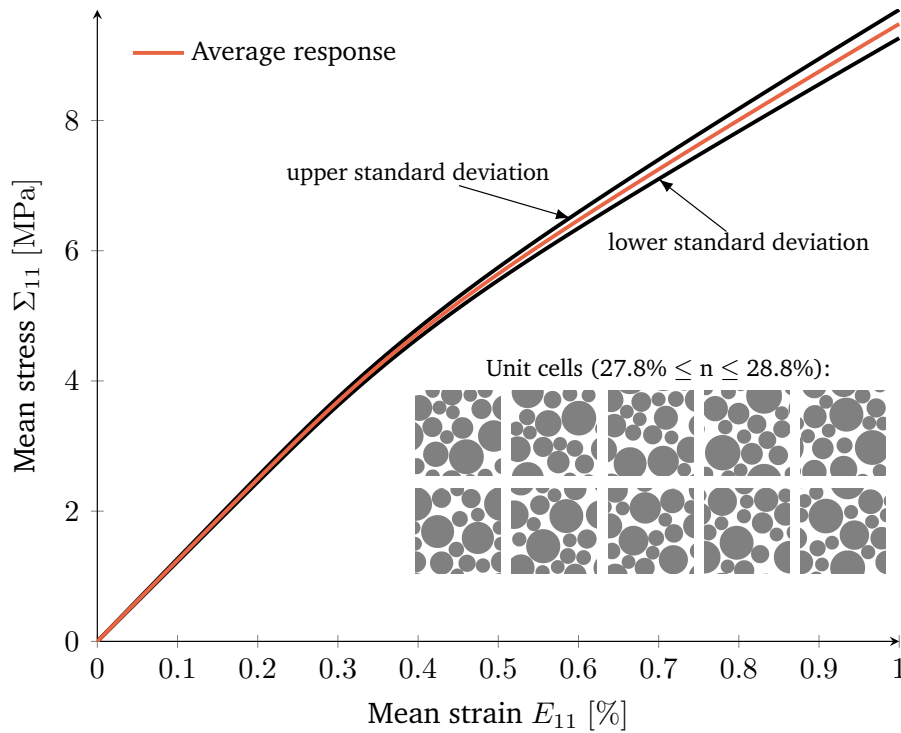 Average response
8
upper standard deviation
lower standard deviation
6
Mean stress Σ₁₁ [MPa]
4
Unit cells (27.8% ≤ n ≤ 28.8%):
2
0
0 0.1 0.2 0.3 0.4 0.5 0.6 0.7 0.8 0.9 1
Mean strain E₁₁ [%]